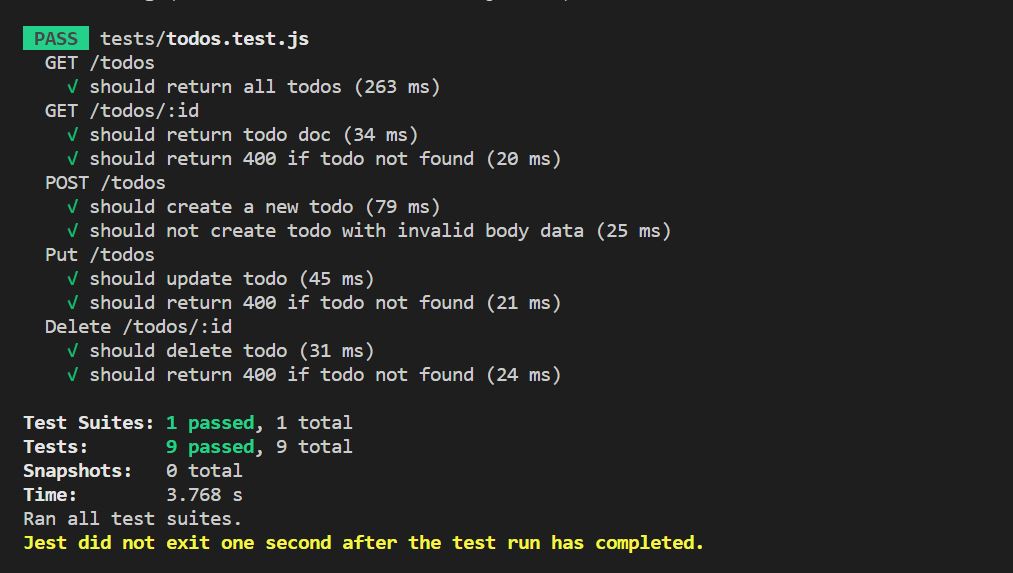 PASS tests/todos.test.js
GET /todos
√ should return all todos (263 ms)
GET /todos/:id
√ should return todo doc (34 ms)
√ should return 400 if todo not found (20 ms)
POST /todos
√ should create a new todo (79 ms)
√ should not create todo with invalid body data (25 ms)
Put /todos
√ should update todo (45 ms)
√ should return 400 if todo not found (21 ms)
Delete /todos/:id
√ should delete todo (31 ms)
√ should return 400 if todo not found (24 ms)
Test Suites: 1 passed, 1 total
Tests: 9 passed, 9 total
Snapshots: 0 total
Time: 3.768 s
Ran all test suites.
Jest did not exit one second after the test run has completed.